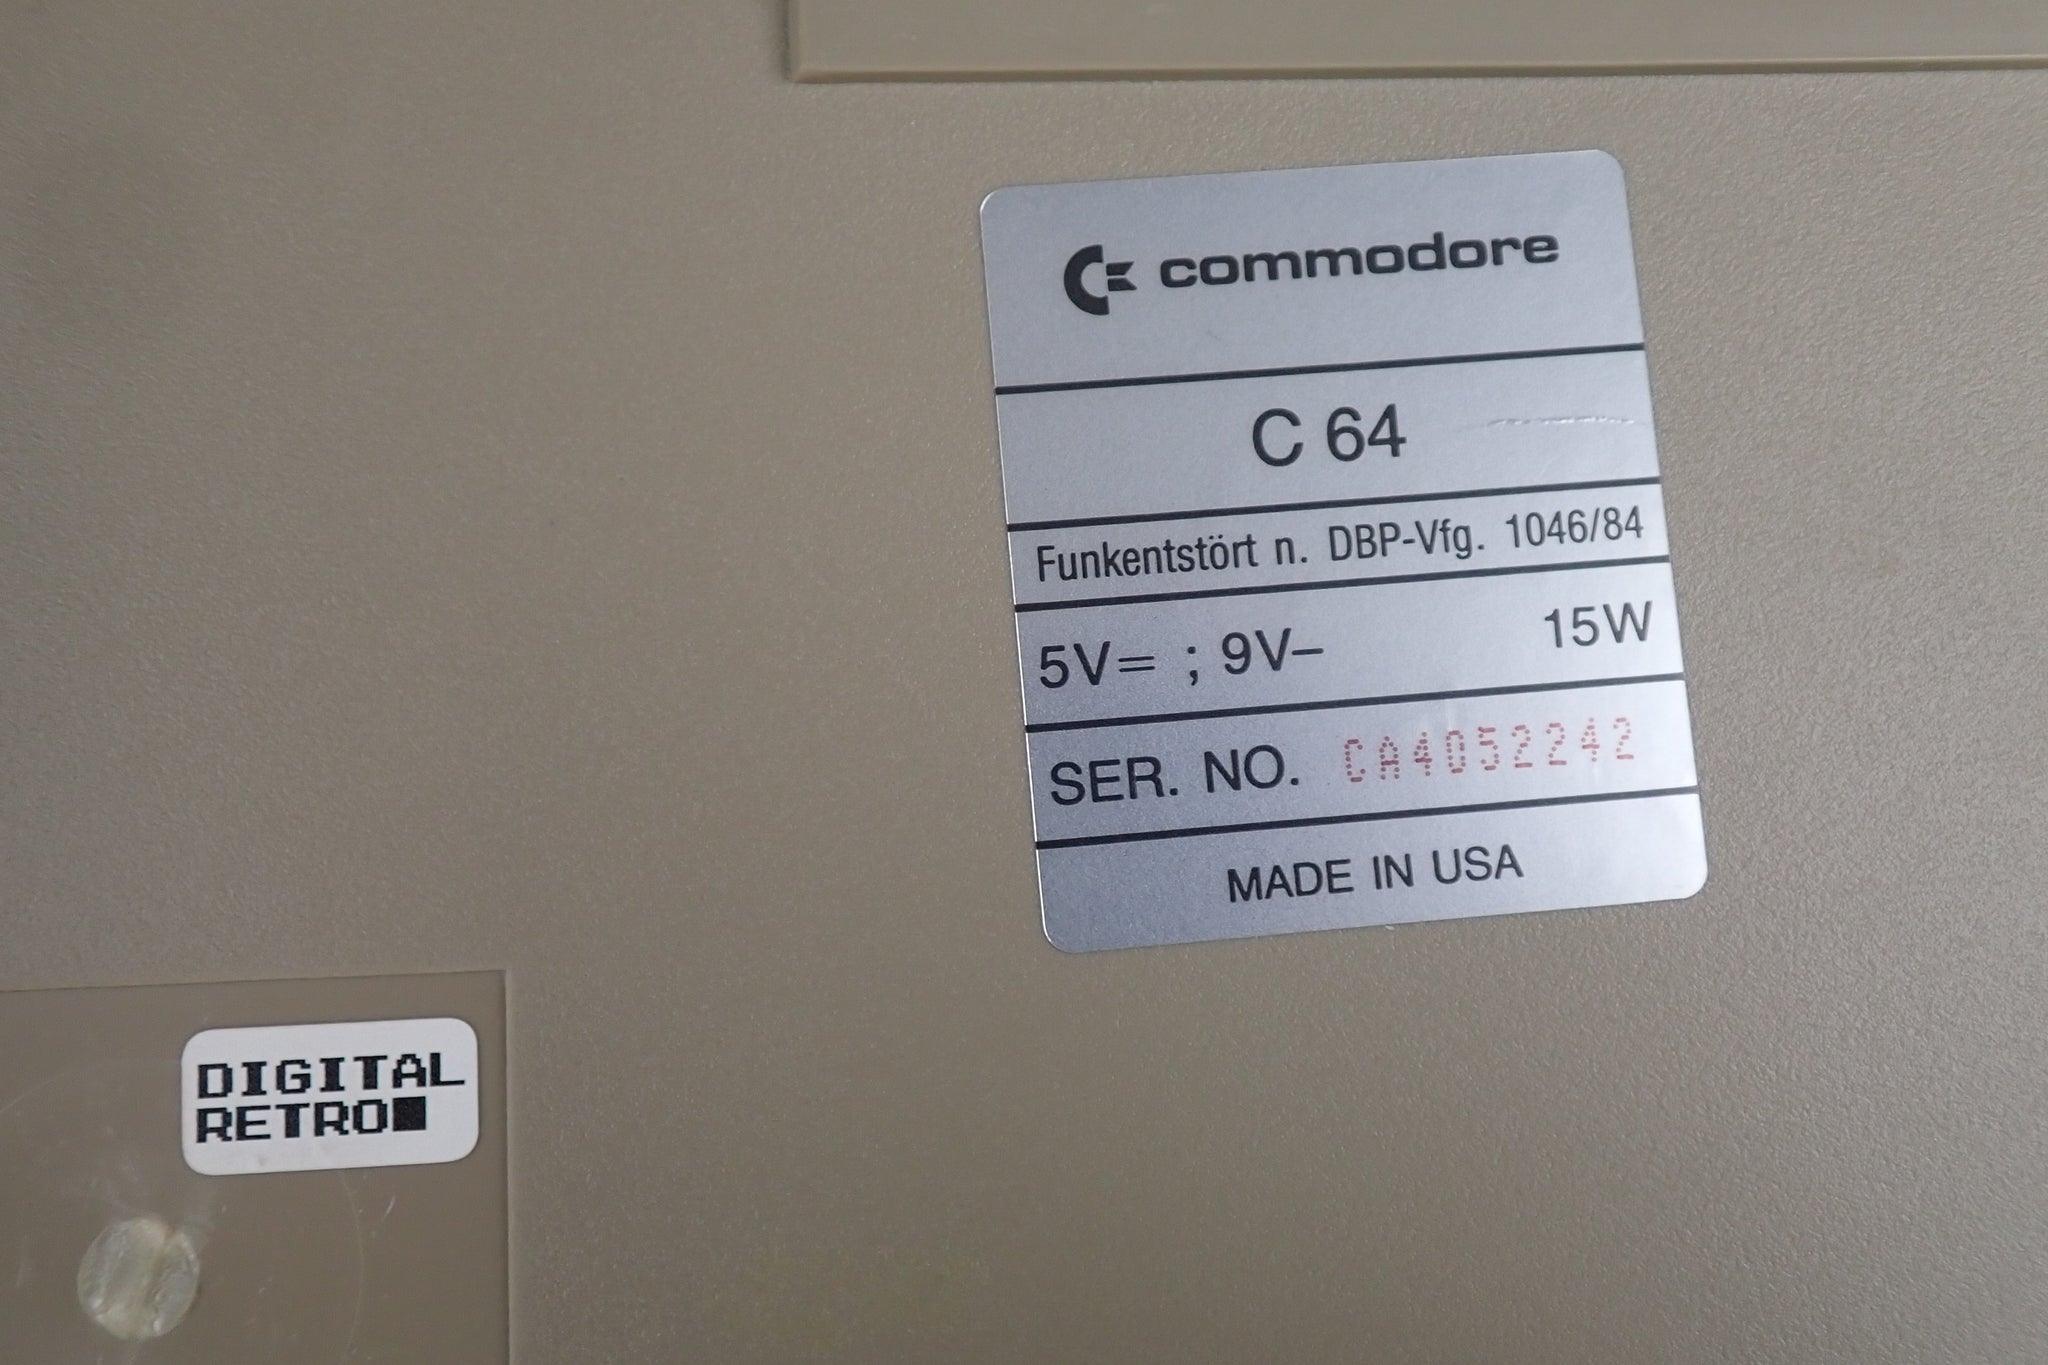 commodore
C 64
Funkentstört n. DBP-Vfg. 1046/84
5V= ; 9V– 15W
SER. NO. CA4052242
MADE IN USA
DIGITAL
RETRO■